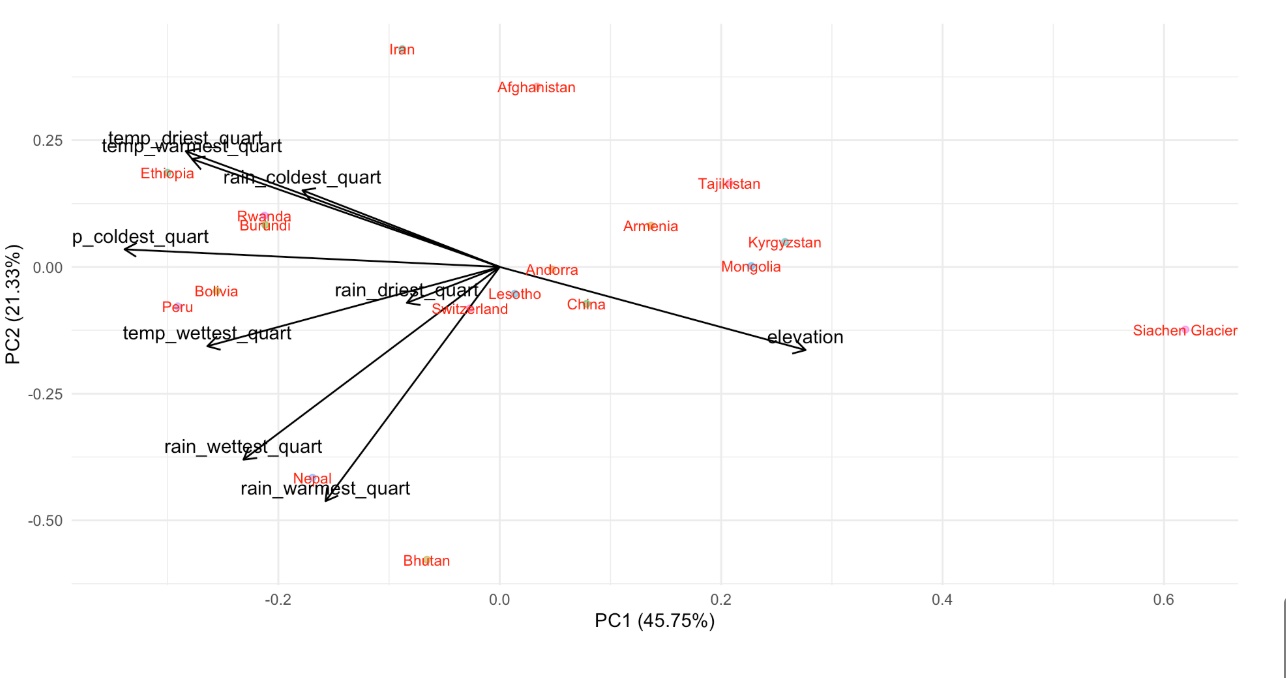 Iran
Afghanistan
temp_driest_quart
0.25
temp_warmest_quart
Ethiopia
rain_coldest_quart
Tajikistan
Rwanda
Burundi
Armenia
p_coldest_quart
Kyrgyzstan
0.00
Mongolia
Andorra
Bolivia
rain_driest_quart
Lesotho
Peru
Switzerland
China
PC2 (21.33%)
temp_wettest_quart
elevation
Siachen Glacier
-0.25
rain_wettest_quart
Nepal
rain_warmest_quart
-0.50
Bhutan
-0.2
0.0
0.2
0.4
0.6
PC1 (45.75%)